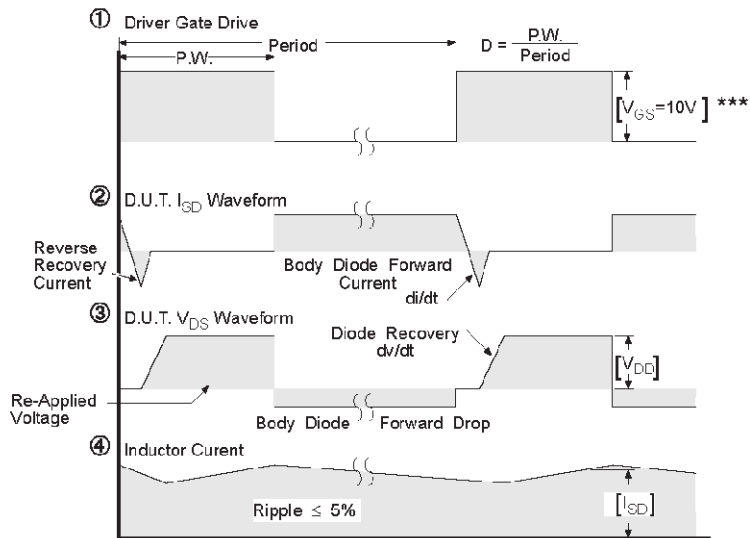 ① Driver Gate Drive
Period
P.W.
D = P.W. / Period
[VGS=10V] ***
② D.U.T. ISD Waveform
Reverse
Recovery
Current
Body Diode Forward
Current
di/dt
③ D.U.T. VDS Waveform
Diode Recovery
dv/dt
[VDD]
Re-Applied
Voltage
Body Diode Forward Drop
④ Inductor Curent
Ripple ≤ 5%
[ISD]